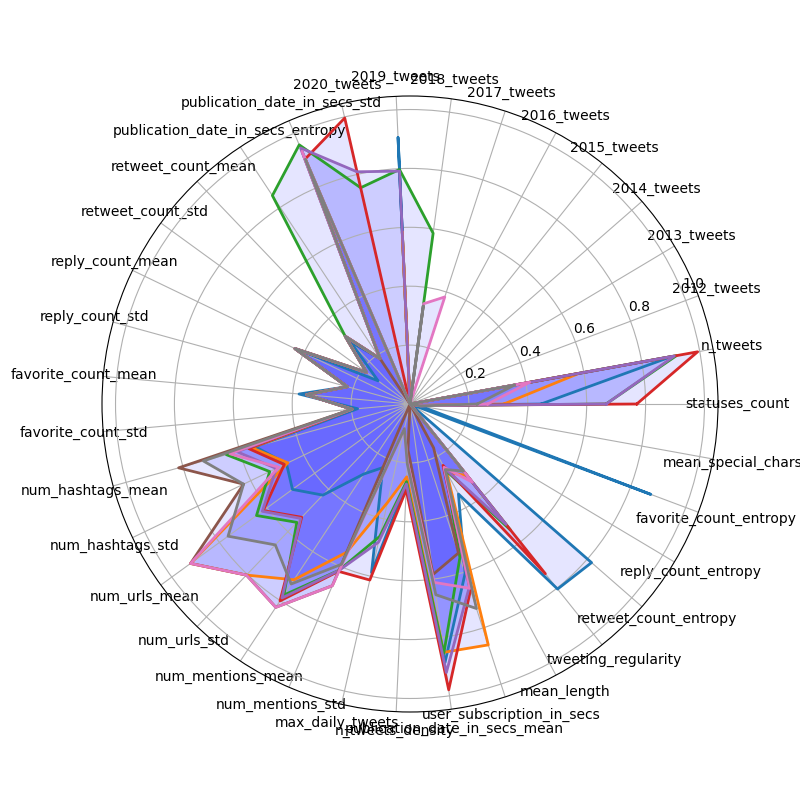 2019_tweets
2018_tweets
2020_tweets
2017_tweets
publication_date_in_secs_std
2016_tweets
publication_date_in_secs_entropy
2015_tweets
retweet_count_mean
2014_tweets
retweet_count_std
2013_tweets
reply_count_mean
2012_tweets
1.0
0.8
reply_count_std
0.6
n_tweets
0.4
favorite_count_mean
0.2
statuses_count
favorite_count_std
mean_special_chars
num_hashtags_mean
favorite_count_entropy
num_hashtags_std
reply_count_entropy
num_urls_mean
retweet_count_entropy
num_urls_std
tweeting_regularity
num_mentions_mean
mean_length
num_mentions_std
user_subscription_in_secs
max_daily_tweets
publication_date_in_secs_mean
n_tweets_density